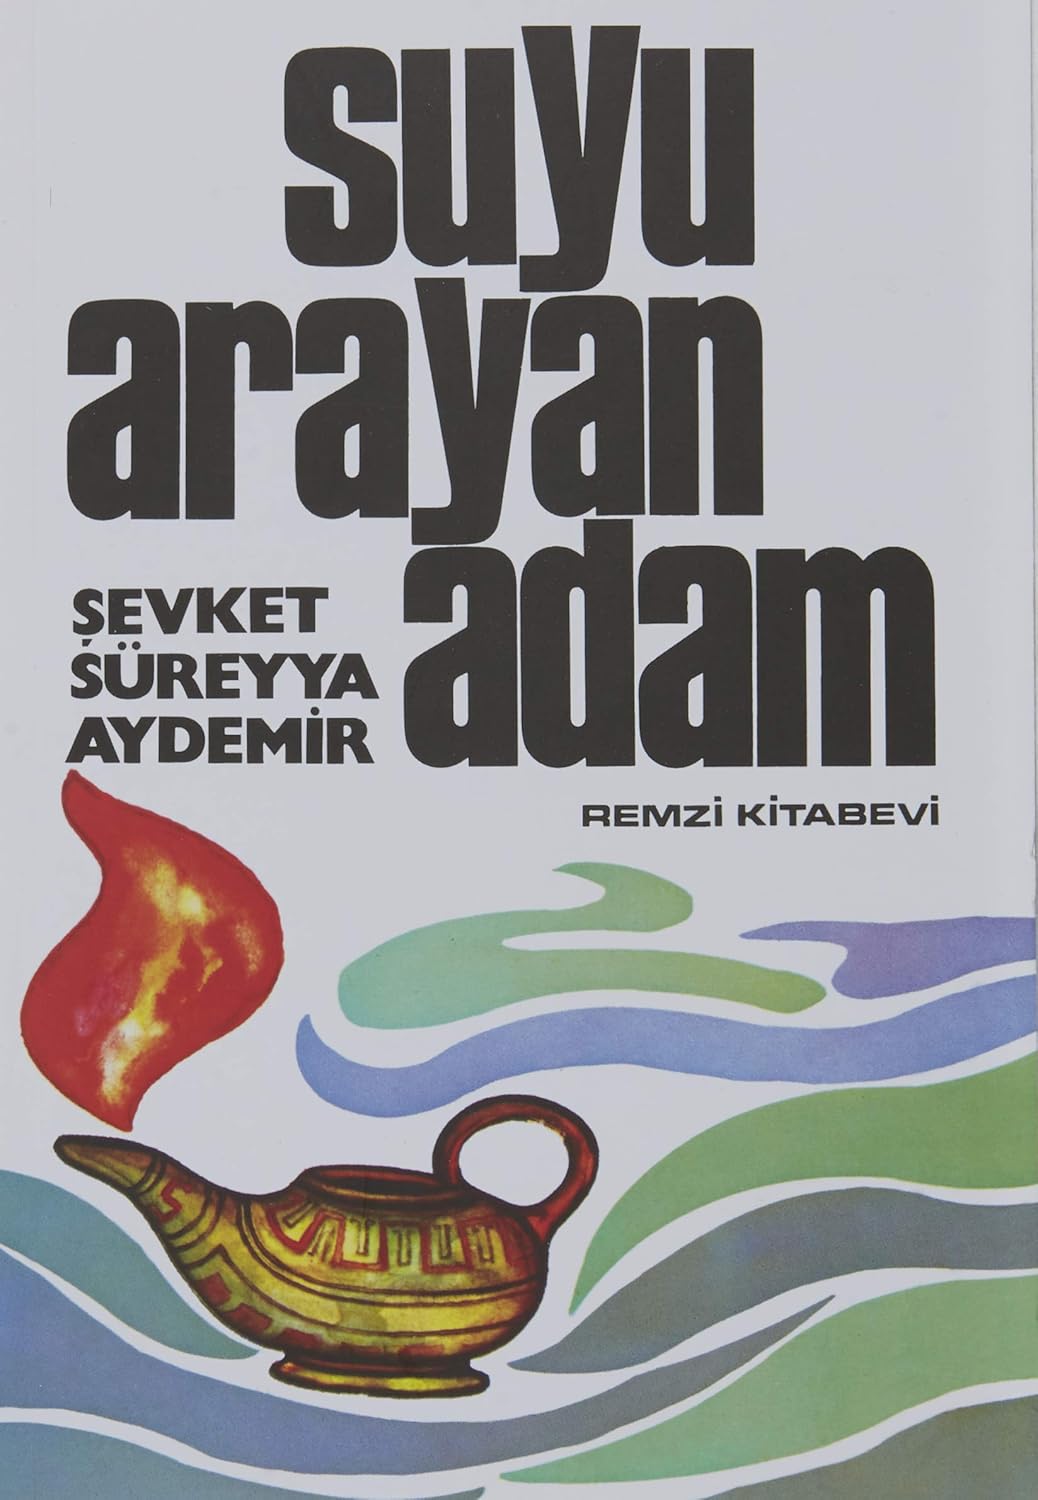 suyu
arayan
adam
ŞEVKET
SÜREYYA
AYDEMİR
REMZİ KİTABEVİ